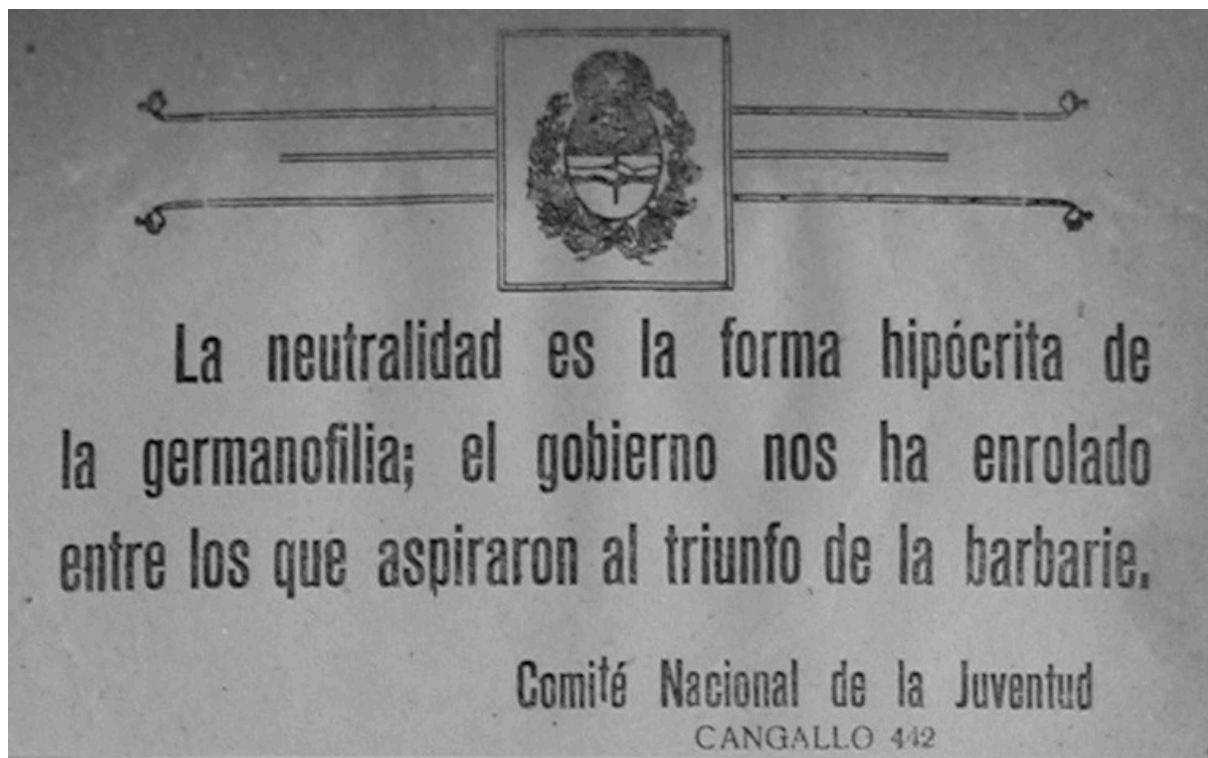 La neutralidad es la forma hipócrita de
la germanofilia; el gobierno nos ha enrolado
entre los que aspiraron al triunfo de la barbarie.
Comité Nacional de la Juventud
CANGALLO 442